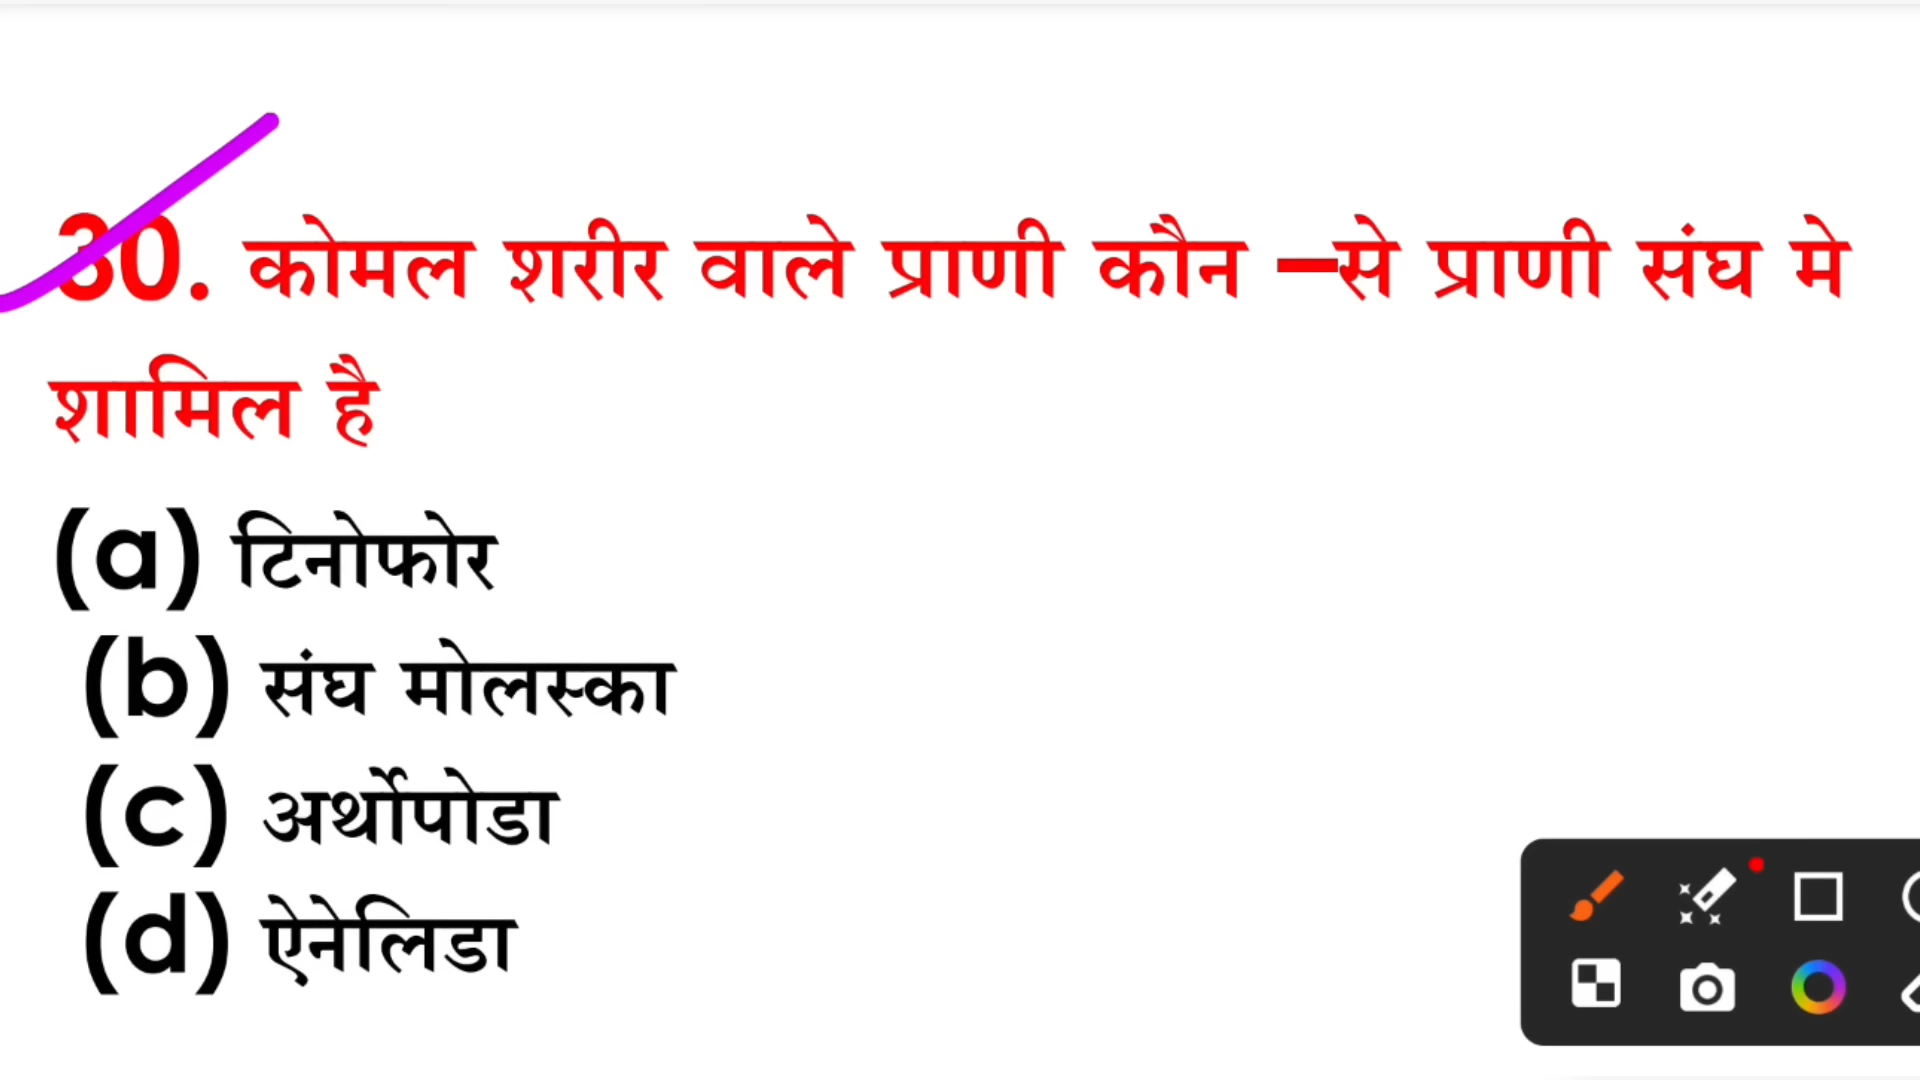 30. कोमल शरीर वाले प्राणी कौन –से प्राणी संघ मे
शामिल है
(a) टिनोफोर
(b) संघ मोलस्का
(c) अर्थोपोडा
(d) ऐनेलिडा